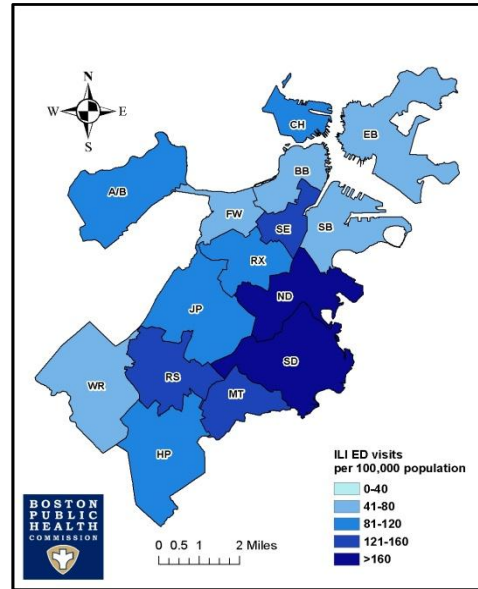 N
W E
S
CH
EB
A/B
BB
FW
SE
SB
RX
ND
JP
SD
WR
RS
MT
HP
ILI ED visits
per 100,000 population
0-40
41-80
81-120
121-160
>160
BOSTON
PUBLIC
HEALTH
COMMISSION
0 0.5 1 2 Miles